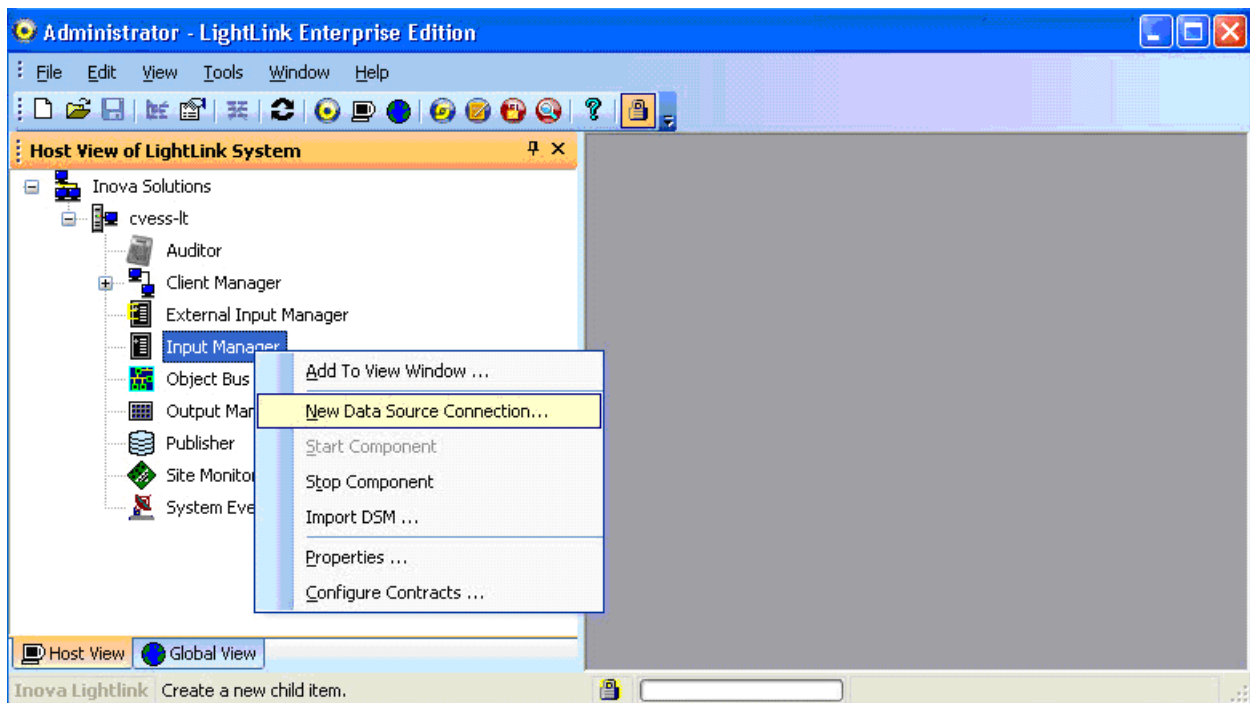 Administrator - LightLink Enterprise Edition
File Edit View Tools Window Help
Host View of LightLink System
Inova Solutions
cvess-lt
Auditor
Client Manager
External Input Manager
Input Manager
Add To View Window ...
Object Bus
New Data Source Connection...
Output Man
Publisher
Start Component
Site Monitor
Stop Component
System Eve
Import DSM ...
Properties ...
Configure Contracts ...
Host View Global View
Inova Lightlink Create a new child item.